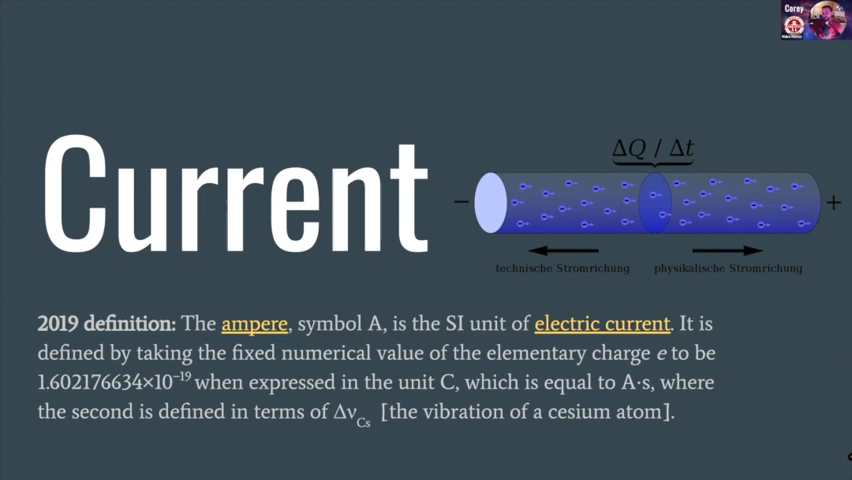 Corey
Current
ΔQ / Δt
−
+
technische Stromrichung
physikalische Stromrichung
2019 definition: The ampere, symbol A, is the SI unit of electric current. It is
defined by taking the fixed numerical value of the elementary charge e to be
1.602176634×10⁻¹⁹ when expressed in the unit C, which is equal to A·s, where
the second is defined in terms of Δν Cs [the vibration of a cesium atom].